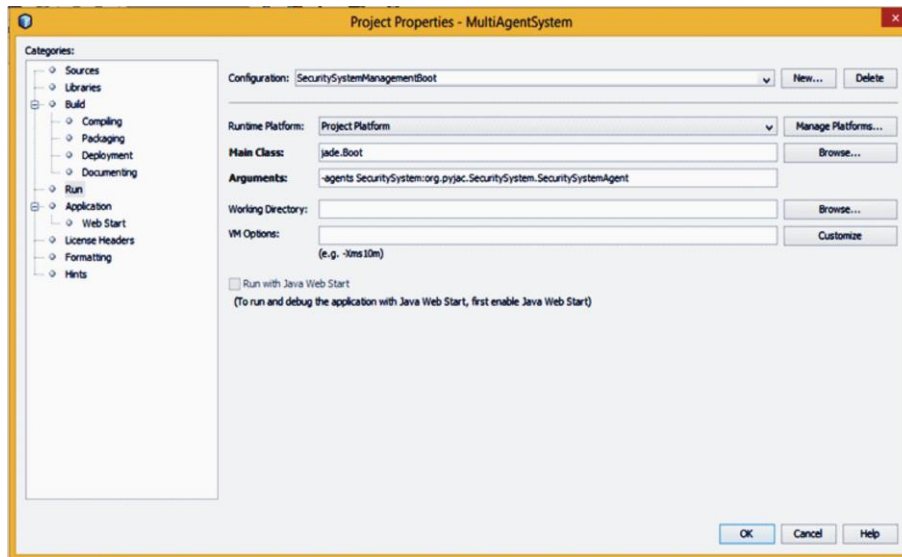 Project Properties - MultiAgentSystem
Categories:
Sources
Libraries
Build
Compiling
Packaging
Deployment
Documenting
Run
Application
Web Start
License Headers
Formatting
Hints
Configuration: SecuritySystemManagementBoot New... Delete
Runtime Platform: Project Platform Manage Platforms...
Main Class: jade.Boot Browse...
Arguments: -agents SecuritySystem:org.pyjac.SecuritySystem.SecuritySystemAgent
Working Directory: Browse...
VM Options: Customize
(e.g. -Xms10m)
Run with Java Web Start
(To run and debug the application with Java Web Start, first enable Java Web Start)
OK Cancel Help